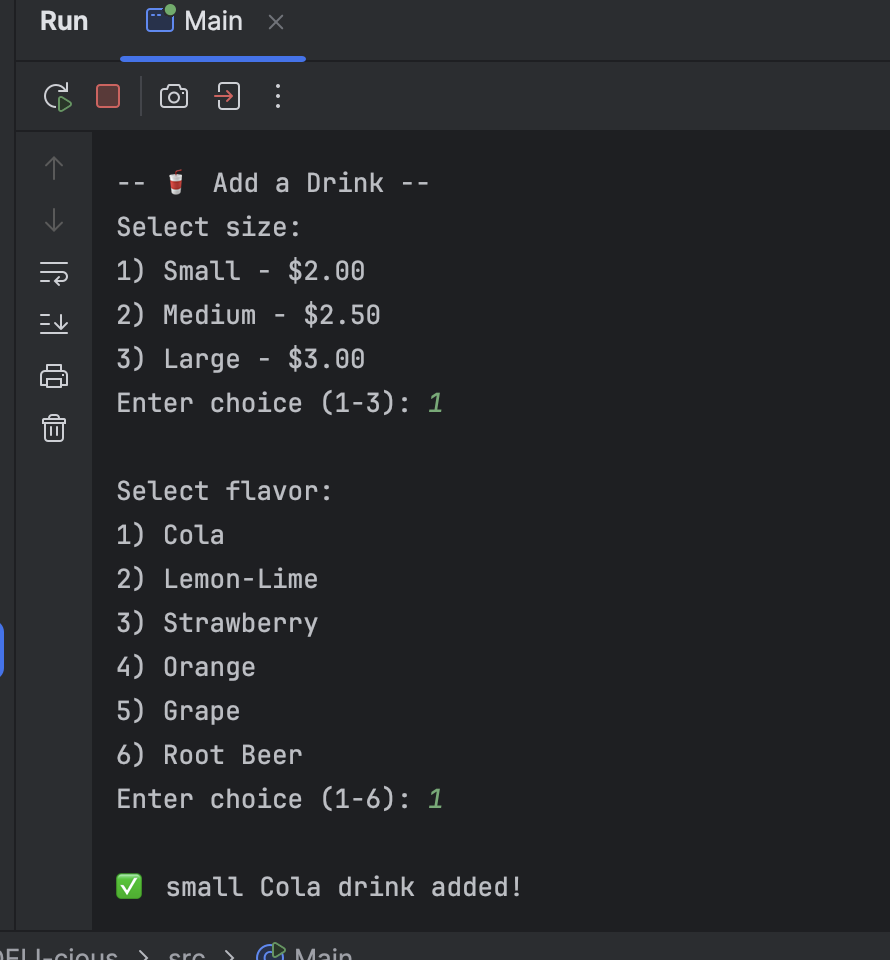 Run Main
-- 🥤 Add a Drink --
Select size:
1) Small - $2.00
2) Medium - $2.50
3) Large - $3.00
Enter choice (1-3): 1
Select flavor:
1) Cola
2) Lemon-Lime
3) Strawberry
4) Orange
5) Grape
6) Root Beer
Enter choice (1-6): 1
✅ small Cola drink added!
src > Main